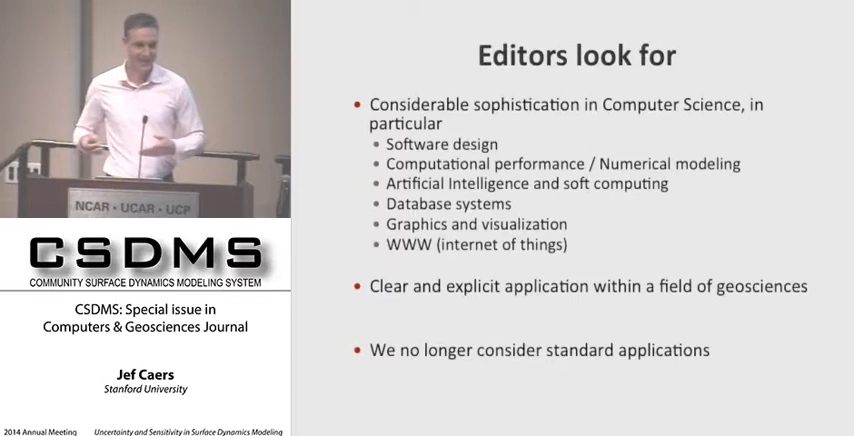 NCAR • UCAR • UCP
CSDMS
COMMUNITY SURFACE DYNAMICS MODELING SYSTEM
CSDMS: Special issue in
Computers & Geosciences Journal
Jef Caers
Stanford University
2014 Annual Meeting Uncertainty and Sensitivity in Surface Dynamics Modeling
Editors look for
• Considerable sophistication in Computer Science, in
particular
• Software design
• Computational performance / Numerical modeling
• Artificial Intelligence and soft computing
• Database systems
• Graphics and visualization
• WWW (internet of things)
• Clear and explicit application within a field of geosciences
• We no longer consider standard applications